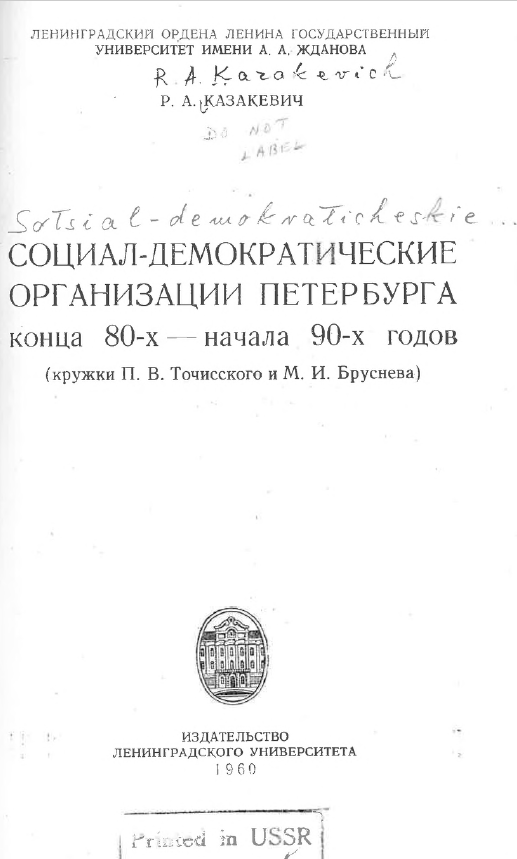 ЛЕНИНГРАДСКИЙ ОРДЕНА ЛЕНИНА ГОСУДАРСТВЕННЫЙ
УНИВЕРСИТЕТ ИМЕНИ А. А. ЖДАНОВА
R. A. Kazakevich
Р. А. КАЗАКЕВИЧ
DO NOT
LABEL
Sotsial-demokraticheskie...
СОЦИАЛ-ДЕМОКРАТИЧЕСКИЕ
ОРГАНИЗАЦИИ ПЕТЕРБУРГА
конца 80-х — начала 90-х годов
(кружки П. В. Точисского и М. И. Бруснева)
ИЗДАТЕЛЬСТВО
ЛЕНИНГРАДСКОГО УНИВЕРСИТЕТА
1960
Printed in USSR